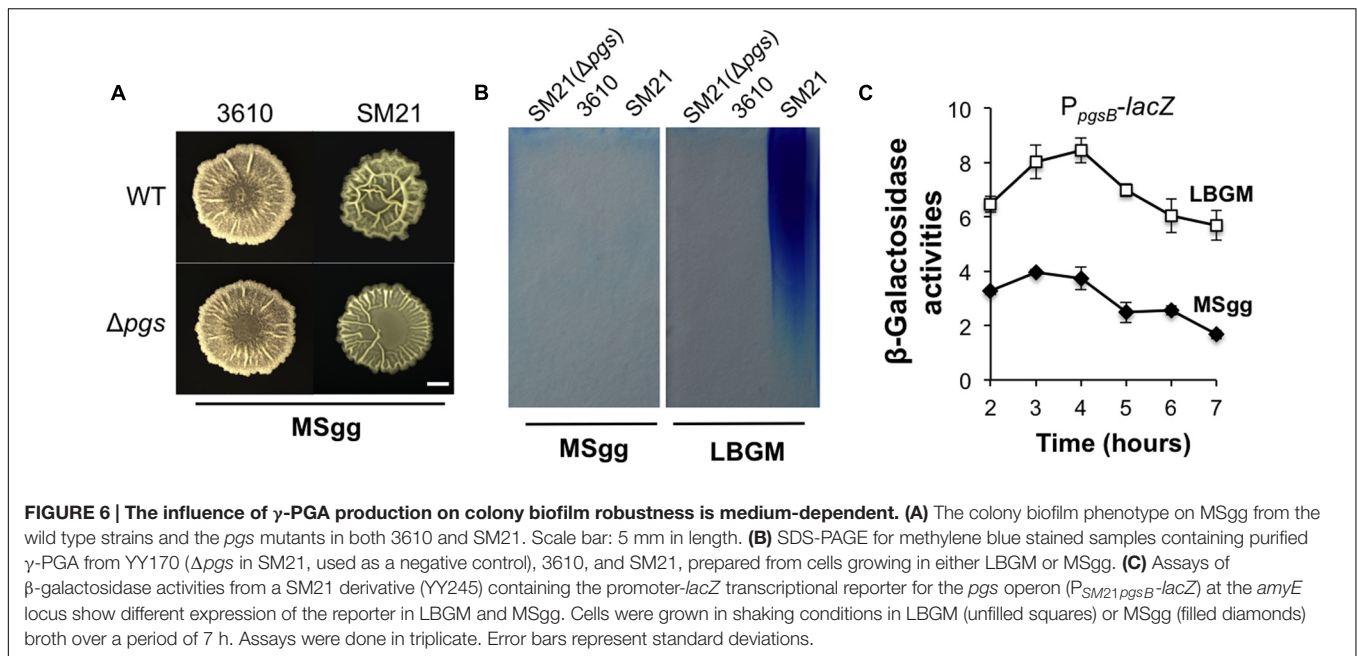 A
3610 SM21
WT
Δpgs
MSgg
B
SM21(Δpgs)
3610
SM21
SM21(Δpgs)
3610
SM21
MSgg LBGM
C
P_pgsB-lacZ
10
8
6
4
2
0
β-Galactosidase
activities
LBGM
MSgg
2 3 4 5 6 7
Time (hours)
FIGURE 6 | The influence of γ-PGA production on colony biofilm robustness is medium-dependent. (A) The colony biofilm phenotype on MSgg from the
wild type strains and the pgs mutants in both 3610 and SM21. Scale bar: 5 mm in length. (B) SDS-PAGE for methylene blue stained samples containing purified
γ-PGA from YY170 (Δpgs in SM21, used as a negative control), 3610, and SM21, prepared from cells growing in either LBGM or MSgg. (C) Assays of
β-galactosidase activities from a SM21 derivative (YY245) containing the promoter-lacZ transcriptional reporter for the pgs operon (P_SM21pgsB-lacZ) at the amyE
locus show different expression of the reporter in LBGM and MSgg. Cells were grown in shaking conditions in LBGM (unfilled squares) or MSgg (filled diamonds)
broth over a period of 7 h. Assays were done in triplicate. Error bars represent standard deviations.